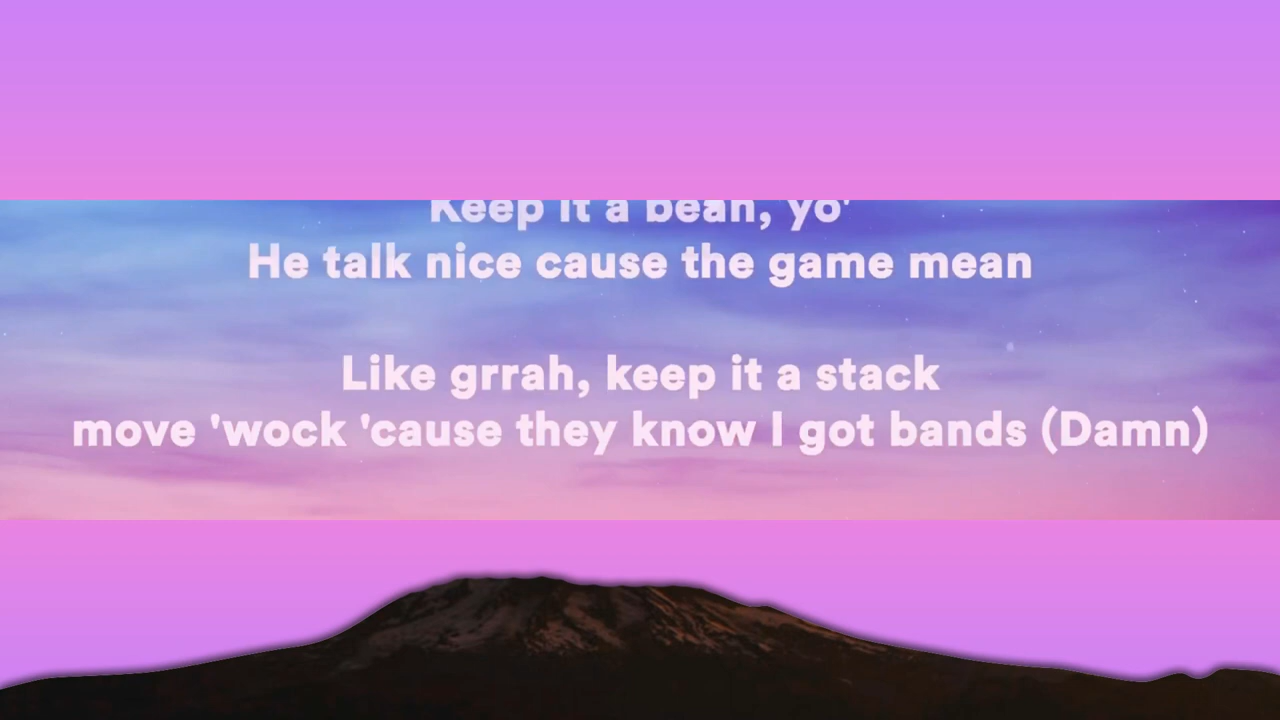 Keep it a bean, yo'
He talk nice cause the game mean
Like grrah, keep it a stack
move 'wock 'cause they know I got bands (Damn)